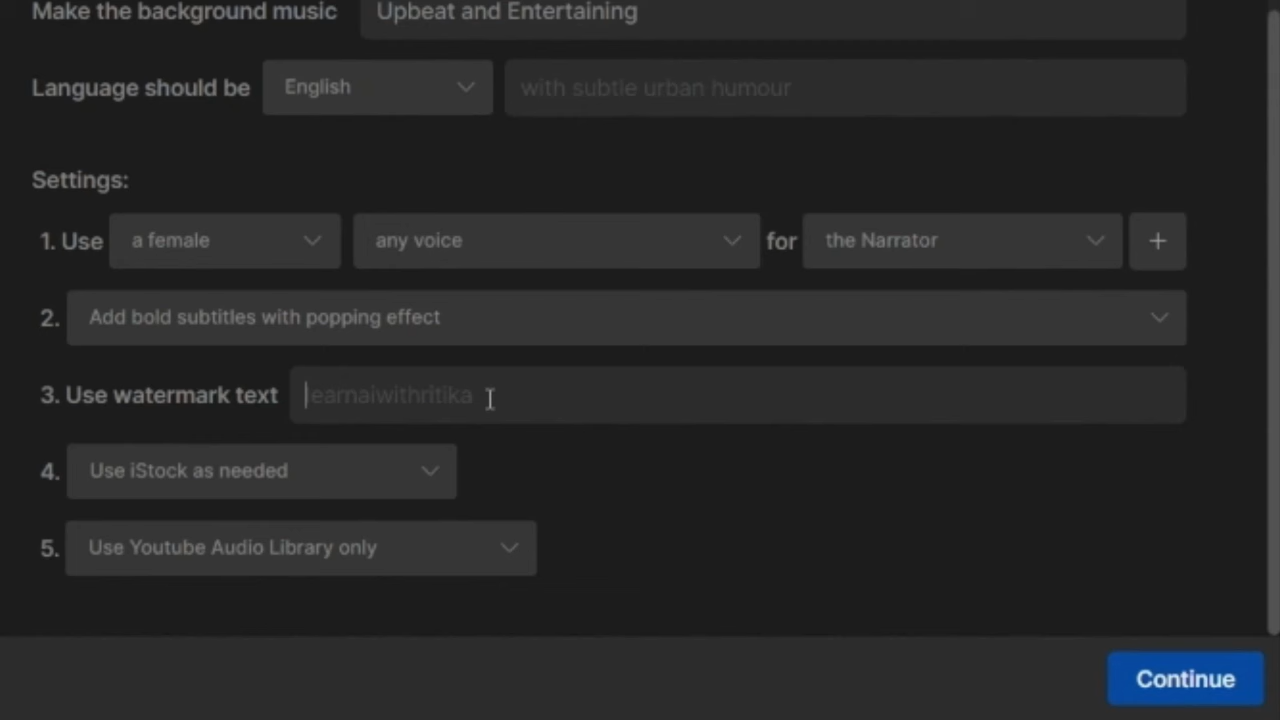 Make the background music Upbeat and Entertaining
Language should be English with subtle urban humour
Settings:
1. Use a female any voice for the Narrator +
2. Add bold subtitles with popping effect
3. Use watermark text learnaiwithritika
4. Use iStock as needed
5. Use Youtube Audio Library only
Continue